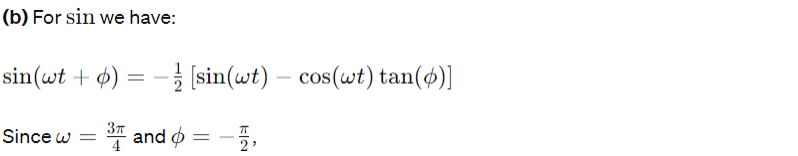 (b) For sin we have:
sin(ωt + ϕ) = −½ [sin(ωt) − cos(ωt) tan(ϕ)]
Since ω = 3π/4 and ϕ = −π/2,